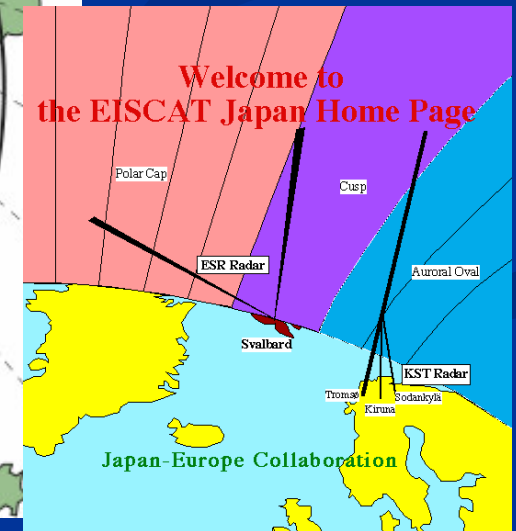 Welcome to
the EISCAT Japan Home Page
Polar Cap
Cusp
ESR Radar
Auroral Oval
Svalbard
KST Radar
Tromsø
Sodankylä
Kiruna
Japan-Europe Collaboration